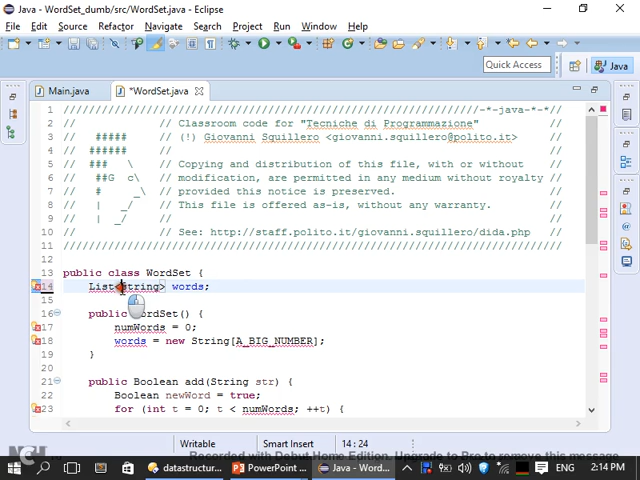 Java - WordSet_dumb/src/WordSet.java - Eclipse
File Edit Source Refactor Navigate Search Project Run Window Help
Quick Access
Java
Main.java *WordSet.java
1 ////////////////////////////////////////////////////////////////-*-java-*-*//
2 // // Classroom code for "Tecniche di Programmazione" //
3 // ##### // (!) Giovanni Squillero <giovanni.squillero@polito.it> //
4 // ###### // //
5 // ### \ // Copying and distribution of this file, with or without //
6 // ##G c\ // modification, are permitted in any medium without royalty //
7 // # _\ // provided this notice is preserved. //
8 // | _/ // This file is offered as-is, without any warranty. //
9 // | _/ // //
10 // // See: http://staff.polito.it/giovanni.squillero/dida.php //
11 //////////////////////////////////////////////////////////////////////////
12
13 public class WordSet {
14 List<String> words;
15
16 public WordSet() {
17 numWords = 0;
18 words = new String[A_BIG_NUMBER];
19 }
20
21 public Boolean add(String str) {
22 Boolean newWord = true;
23 for (int t = 0; t < numWords; ++t) {
Writable Smart Insert 14 : 24
Recorded with Debut Home Edition. Upgrade to Pro to remove this message
datastructur... PowerPoint ... Java - Word... ENG 2:14 PM